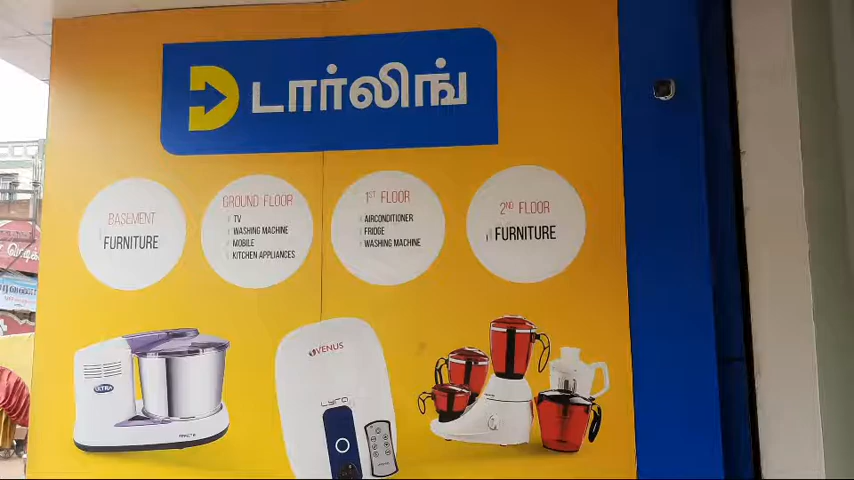 டார்லிங்
BASEMENT
FURNITURE
GROUND FLOOR
TV
WASHING MACHINE
MOBILE
KITCHEN APPLIANCES
1ST FLOOR
AIRCONDITIONER
FRIDGE
WASHING MACHINE
2ND FLOOR
FURNITURE
VENUS
Lyra
ULTRA